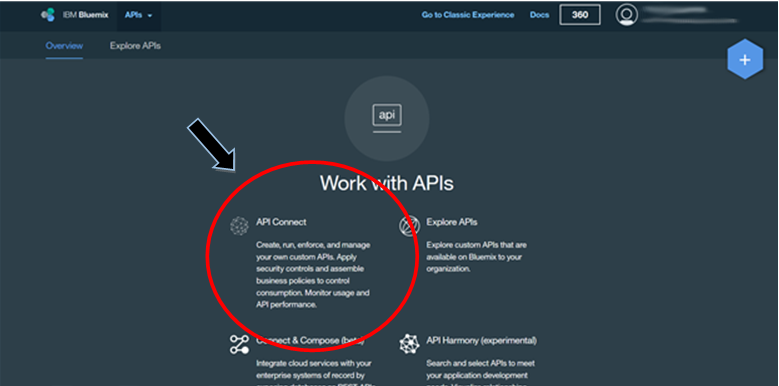 IBM Bluemix APIs Go to Classic Experience Docs 360
Overview Explore APIs
+
api
Work with APIs
API Connect
Create, run, enforce, and manage
your own custom APIs. Apply
security controls and assemble
business policies to control
consumption. Monitor usage and
API performance.
Explore APIs
Explore custom APIs that are
available on Bluemix to your
organization.
Connect & Compose (beta)
Integrate cloud services with your
enterprise systems of record by
API Harmony (experimental)
Search and select APIs to meet
your application development